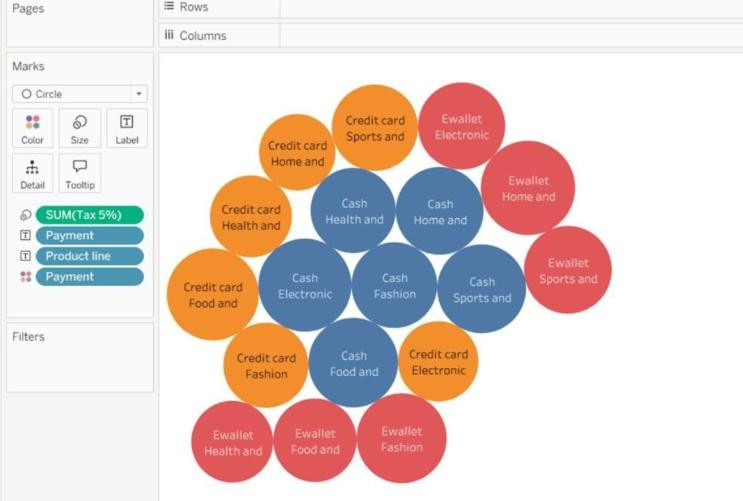 Pages
Rows
Columns
Marks
Circle
Color
Size
Label
Detail
Tooltip
SUM(Tax 5%)
Payment
Product line
Payment
Filters
Credit card
Sports and
Ewallet
Electronic
Credit card
Home and
Ewallet
Home and
Credit card
Health and
Cash
Health and
Cash
Home and
Ewallet
Sports and
Credit card
Food and
Cash
Electronic
Cash
Fashion
Cash
Sports and
Credit card
Fashion
Cash
Food and
Credit card
Electronic
Ewallet
Health and
Ewallet
Food and
Ewallet
Fashion